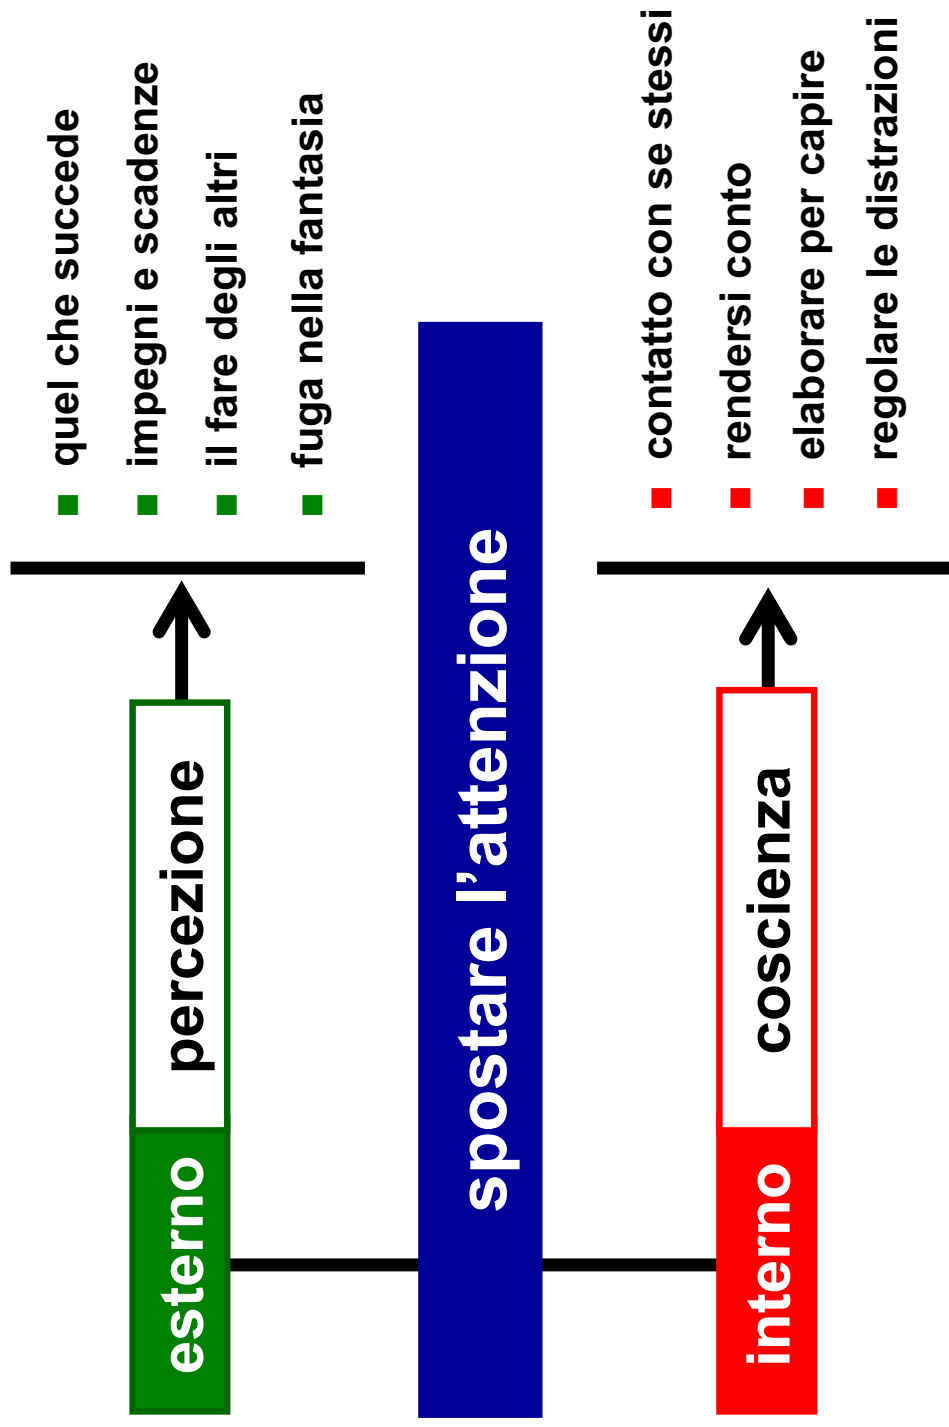 esterno
percezione
quel che succede
impegni e scadenze
il fare degli altri
fuga nella fantasia
spostare l’attenzione
interno
coscienza
contatto con se stessi
rendersi conto
elaborare per capire
regolare le distrazioni